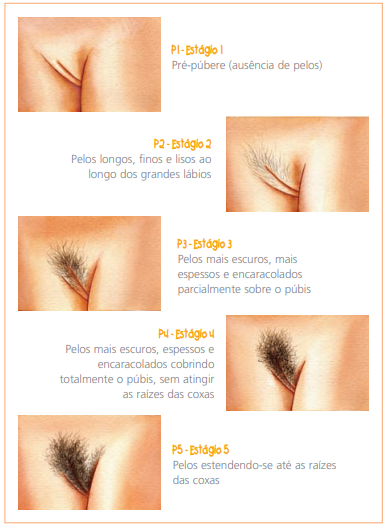 P1 - Estágio 1
Pré-púbere (ausência de pelos)
P2 - Estágio 2
Pelos longos, finos e lisos ao
longo dos grandes lábios
P3 - Estágio 3
Pelos mais escuros, mais
espessos e encaracolados
parcialmente sobre o púbis
P4 - Estágio 4
Pelos mais escuros, espessos e
encaracolados cobrindo
totalmente o púbis, sem atingir
as raízes das coxas
P5 - Estágio 5
Pelos estendendo-se até as raízes
das coxas